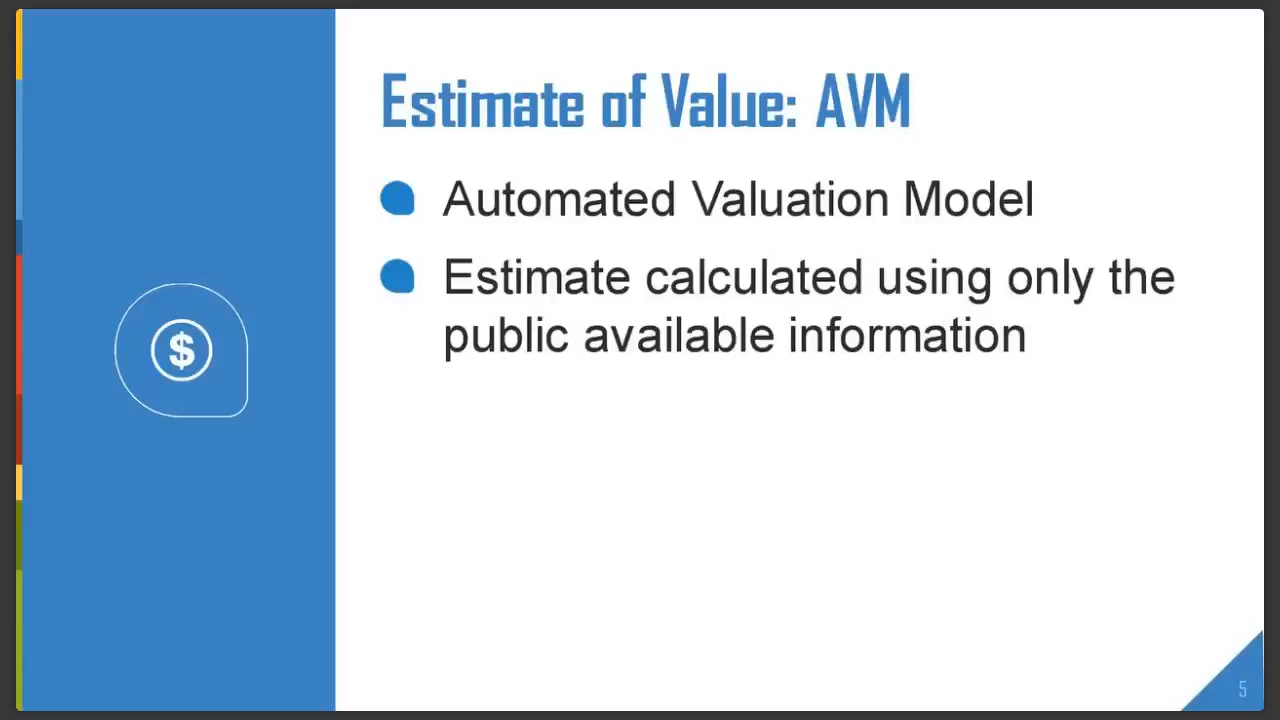 Estimate of Value: AVM
Automated Valuation Model
Estimate calculated using only the
public available information
$
5